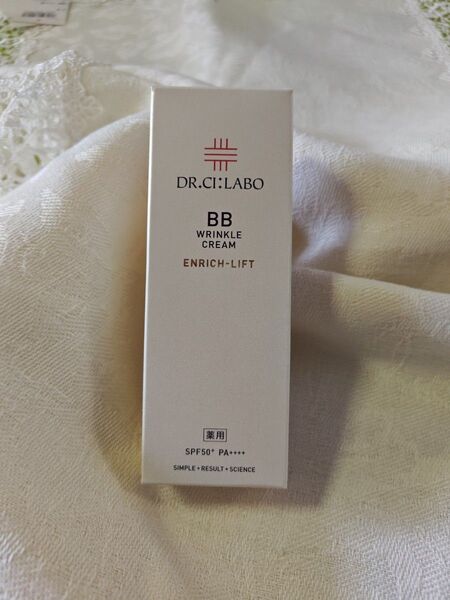 DR.CI:LABO
BB
WRINKLE
CREAM
ENRICH-LIFT
薬用
SPF50+ PA++++
SIMPLE+RESULT+SCIENCE